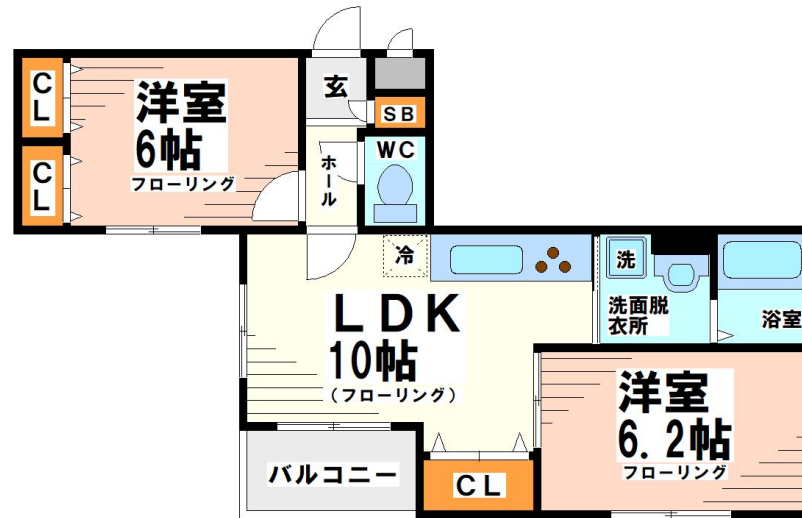 CL
洋室
6帖
フローリング
CL
玄
SB
WC
ホール
冷
洗
洗面脱
衣所
浴室
LDK
10帖
(フローリング)
洋室
6.2帖
フローリング
バルコニー
CL